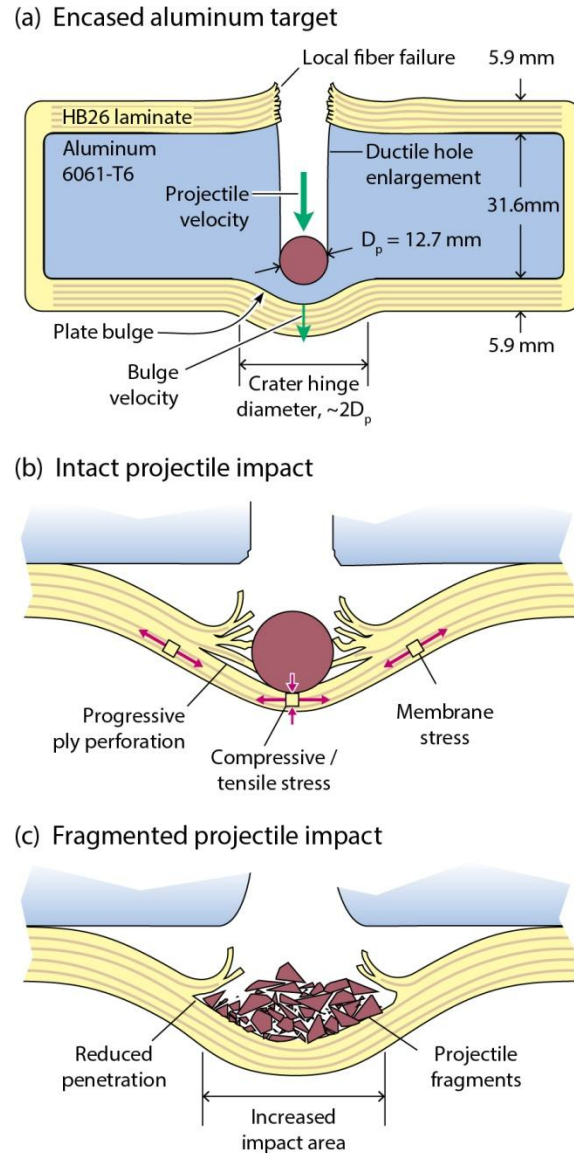 (a) Encased aluminum target
Local fiber failure
5.9 mm
HB26 laminate
Aluminum
6061-T6
Ductile hole
enlargement
Projectile
velocity
31.6mm
Dₚ = 12.7 mm
Plate bulge
Bulge
velocity
5.9 mm
Crater hinge
diameter, ~2Dₚ
(b) Intact projectile impact
Progressive
ply perforation
Compressive /
tensile stress
Membrane
stress
(c) Fragmented projectile impact
Reduced
penetration
Projectile
fragments
Increased
impact area